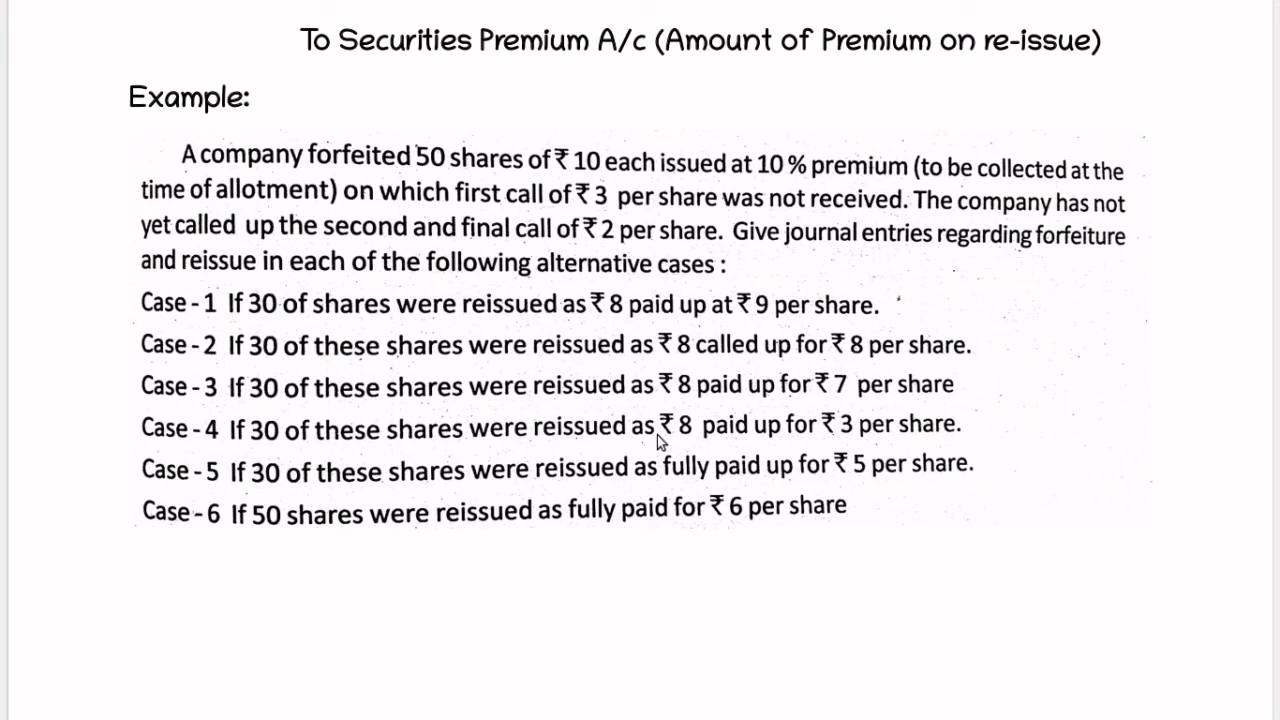 To Securities Premium A/c (Amount of Premium on re-issue)
Example:
A company forfeited 50 shares of ₹ 10 each issued at 10 % premium (to be collected at the
time of allotment) on which first call of ₹ 3 per share was not received. The company has not
yet called up the second and final call of ₹ 2 per share. Give journal entries regarding forfeiture
and reissue in each of the following alternative cases :
Case - 1 If 30 of shares were reissued as ₹ 8 paid up at ₹ 9 per share.
Case - 2 If 30 of these shares were reissued as ₹ 8 called up for ₹ 8 per share.
Case - 3 If 30 of these shares were reissued as ₹ 8 paid up for ₹ 7 per share
Case - 4 If 30 of these shares were reissued as ₹ 8 paid up for ₹ 3 per share.
Case - 5 If 30 of these shares were reissued as fully paid up for ₹ 5 per share.
Case - 6 If 50 shares were reissued as fully paid for ₹ 6 per share